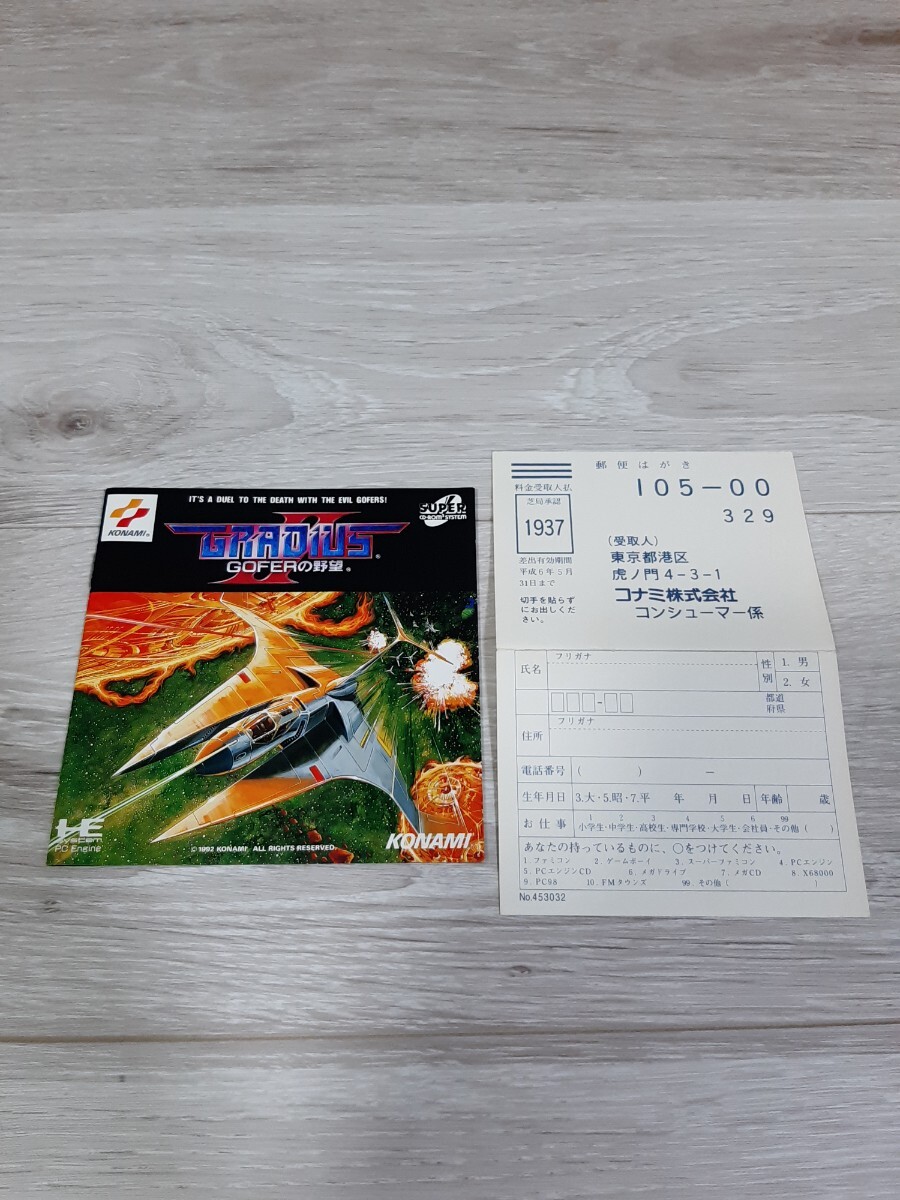 IT'S A DUEL TO THE DEATH WITH THE EVIL GOFERS!
KONAMI®
SUPER
CD-ROM² SYSTEM
GRADIUS®
II
GOFERの野望®
HE
SYSTEM
PC Engine
© 1992 KONAMI ALL RIGHTS RESERVED.
KONAMI
郵便はがき
料金受取人払
芝局承認
1937
差出有効期間
平成6年5月
31日まで
切手を貼らず
にお出しくだ
さい。
105-00
329
(受取人)
東京都港区
虎ノ門4-3-1
コナミ株式会社
コンシューマー係
フリガナ
氏名
性別
1. 男
2. 女
都道
府県
フリガナ
住所
電話番号 ( ) ―
生年月日 3.大・5.昭・7.平 年 月 日 年齢 歳
お仕事 1 2 3 4 5 6 99
小学生・中学生・高校生・専門学校・大学生・会社員・その他 ( )
あなたの持っているものに、○をつけてください。
1. ファミコン 2. ゲームボーイ 3. スーパーファミコン 4. PCエンジン
5. PCエンジンCD 6. メガドライブ 7. メガCD 8. X68000
9. PC98 10. FMタウンズ 99. その他 ( )
No.453032